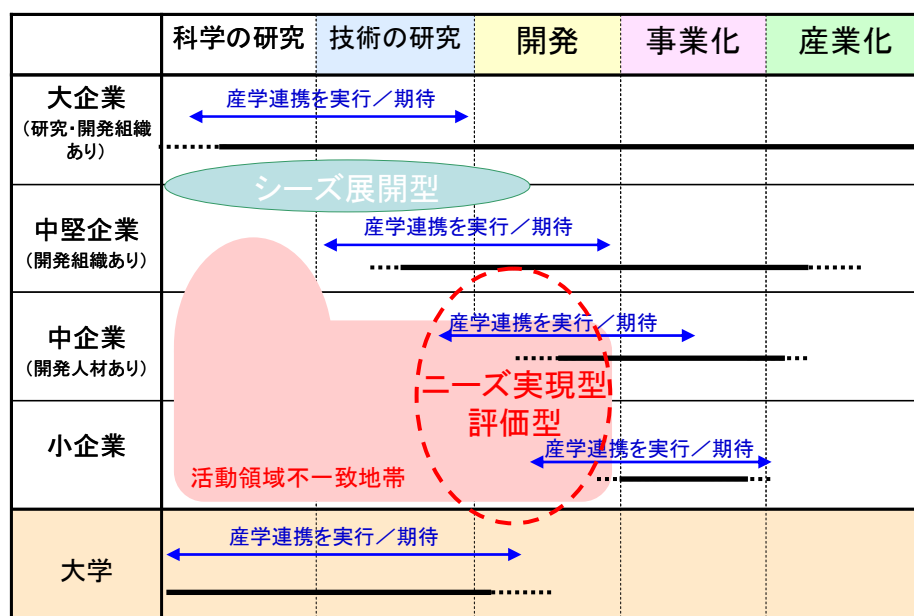 科学の研究
技術の研究
開発
事業化
産業化
大企業
(研究・開発組織
あり)
産学連携を実行／期待
シーズ展開型
中堅企業
(開発組織あり)
産学連携を実行／期待
中企業
(開発人材あり)
産学連携を実行／期待
ニーズ実現型
評価型
小企業
産学連携を実行／期待
活動領域不一致地帯
大学
産学連携を実行／期待